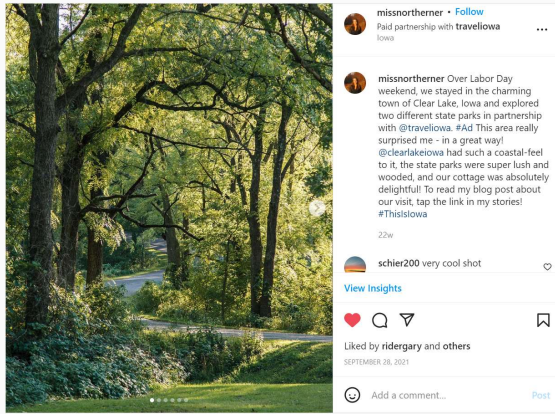 missnortherner • Follow
Paid partnership with traveliowa
Iowa
missnortherner Over Labor Day
weekend, we stayed in the charming
town of Clear Lake, Iowa and explored
two different state parks in partnership
with @traveliowa. #Ad This area really
surprised me - in a great way!
@clearlakeiowa had such a coastal-feel
to it, the state parks were super lush and
wooded, and our cottage was absolutely
delightful! To read my blog post about
our visit, tap the link in my stories!
#ThisIsIowa
22w
schier200 very cool shot
View Insights
Liked by ridergary and others
SEPTEMBER 28, 2021
Add a comment...
Post